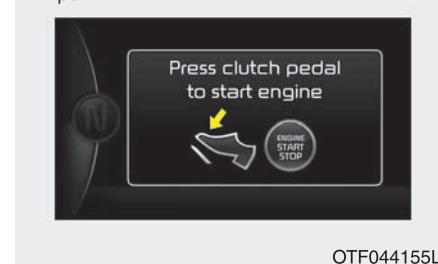 Press clutch pedal
to start engine
N
ENGINE
START
STOP
OTF044155L